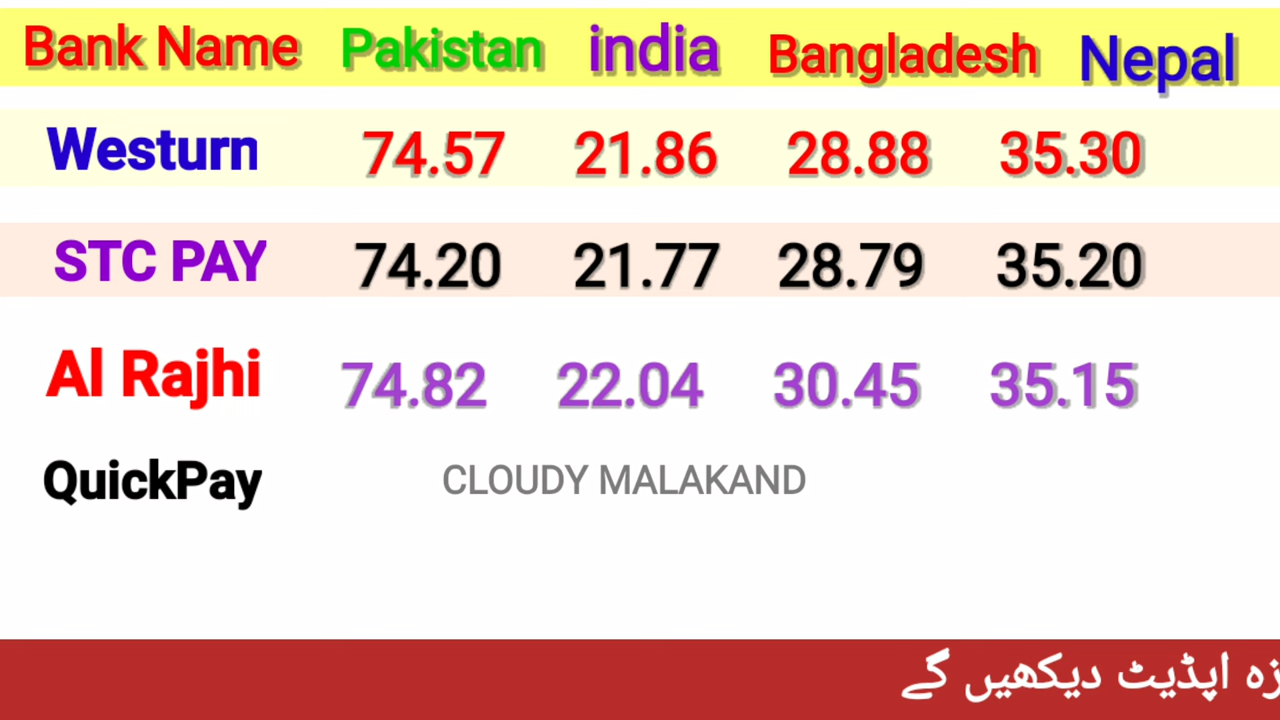 Bank Name Pakistan india Bangladesh Nepal
Westurn 74.57 21.86 28.88 35.30
STC PAY 74.20 21.77 28.79 35.20
Al Rajhi 74.82 22.04 30.45 35.15
QuickPay CLOUDY MALAKAND
اپڈیٹ دیکھیں گے